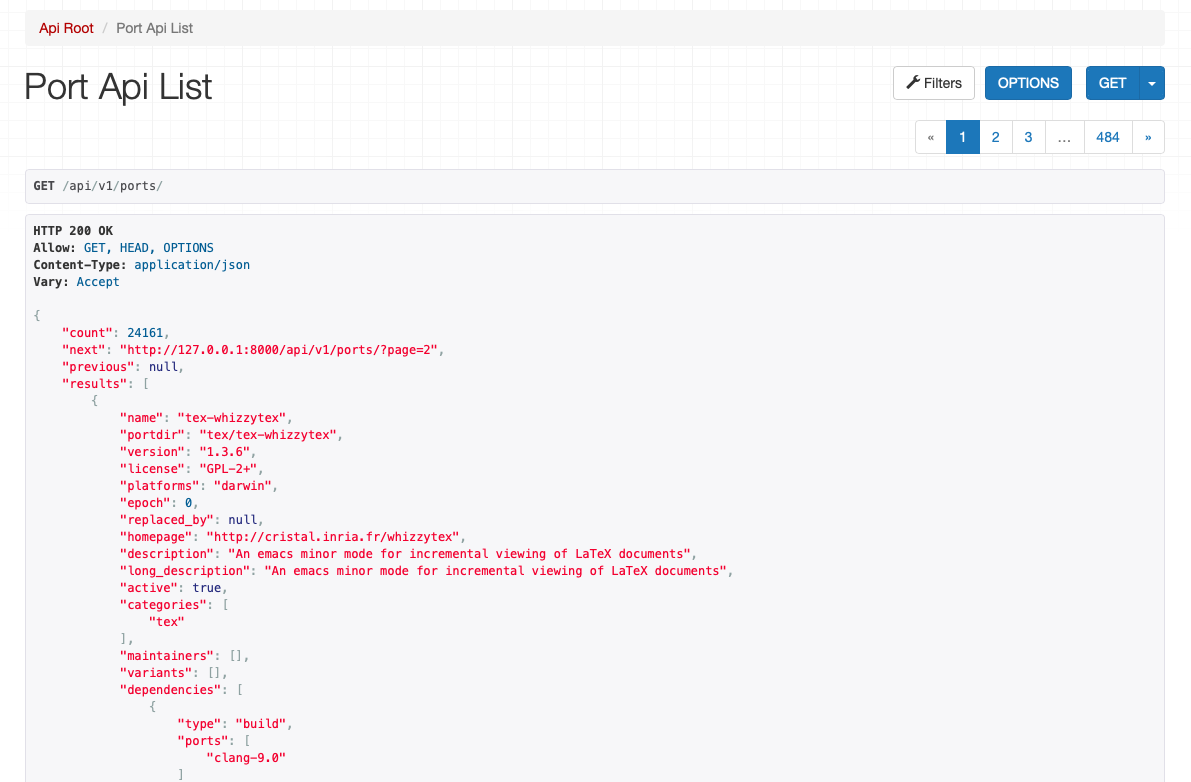 Api Root / Port Api List
Port Api List
Filters OPTIONS GET
« 1 2 3 … 484 »
GET /api/v1/ports/
HTTP 200 OK
Allow: GET, HEAD, OPTIONS
Content-Type: application/json
Vary: Accept
{
"count": 24161,
"next": "http://127.0.0.1:8000/api/v1/ports/?page=2",
"previous": null,
"results": [
{
"name": "tex-whizzytex",
"portdir": "tex/tex-whizzytex",
"version": "1.3.6",
"license": "GPL-2+",
"platforms": "darwin",
"epoch": 0,
"replaced_by": null,
"homepage": "http://cristal.inria.fr/whizzytex",
"description": "An emacs minor mode for incremental viewing of LaTeX documents",
"long_description": "An emacs minor mode for incremental viewing of LaTeX documents",
"active": true,
"categories": [
"tex"
],
"maintainers": [],
"variants": [],
"dependencies": [
{
"type": "build",
"ports": [
"clang-9.0"
]